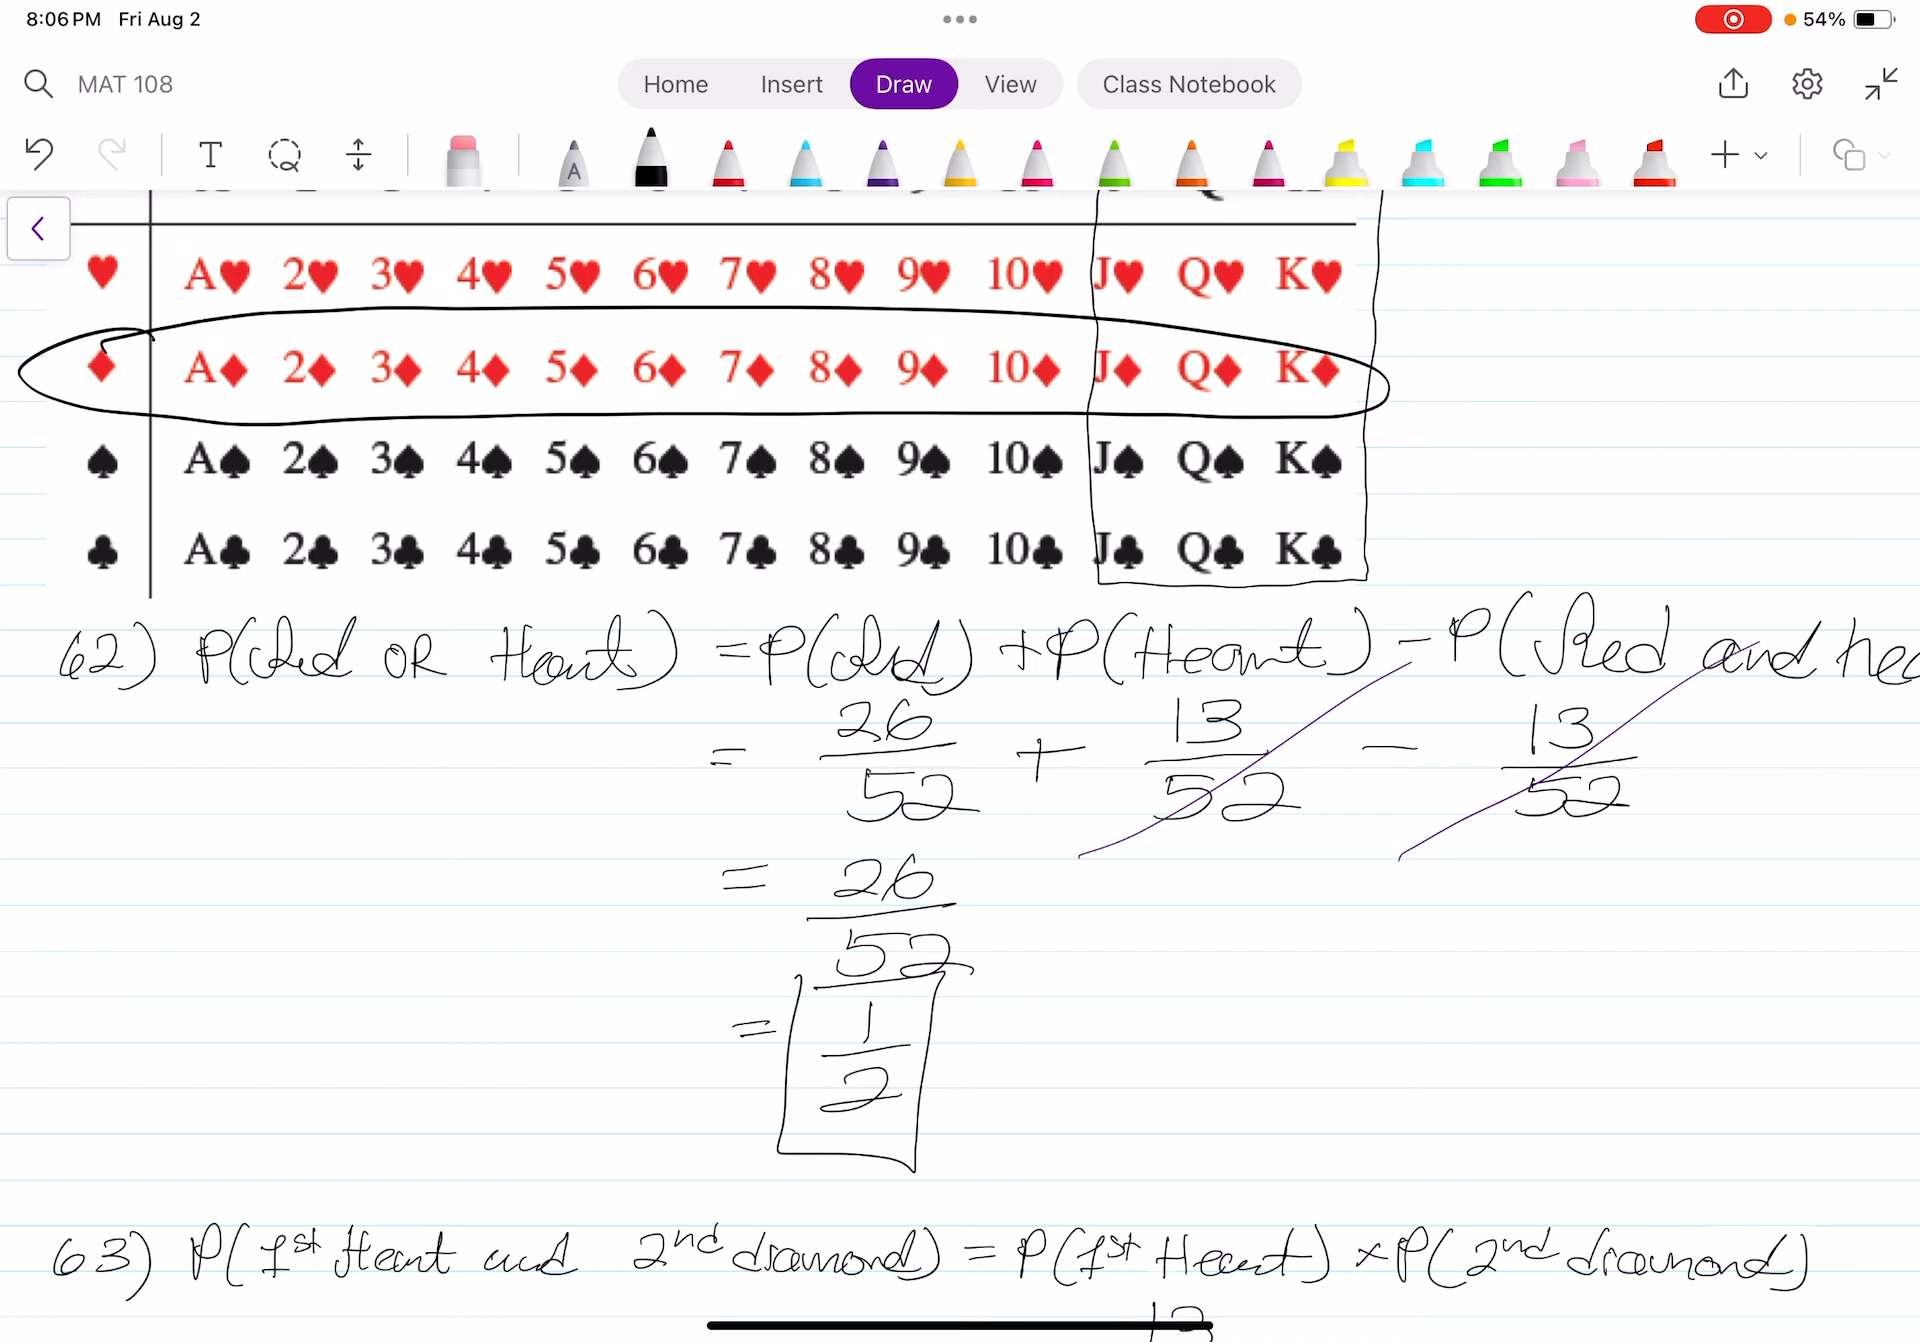 8:06 PM Fri Aug 2 54%
MAT 108 Home Insert Draw View Class Notebook
T A
♥ A♥ 2♥ 3♥ 4♥ 5♥ 6♥ 7♥ 8♥ 9♥ 10♥ J♥ Q♥ K♥
♦ A♦ 2♦ 3♦ 4♦ 5♦ 6♦ 7♦ 8♦ 9♦ 10♦ J♦ Q♦ K♦
♠ A♠ 2♠ 3♠ 4♠ 5♠ 6♠ 7♠ 8♠ 9♠ 10♠ J♠ Q♠ K♠
♣ A♣ 2♣ 3♣ 4♣ 5♣ 6♣ 7♣ 8♣ 9♣ 10♣ J♣ Q♣ K♣
62) P(Red OR Heart) = P(Red) + P(Heart) - P(Red and hea
= 26/52 + 13/52 - 13/52
= 26/52
= 1/2
63) P(1st Heart and 2nd diamond) = P(1st Heart) × P(2nd diamond)